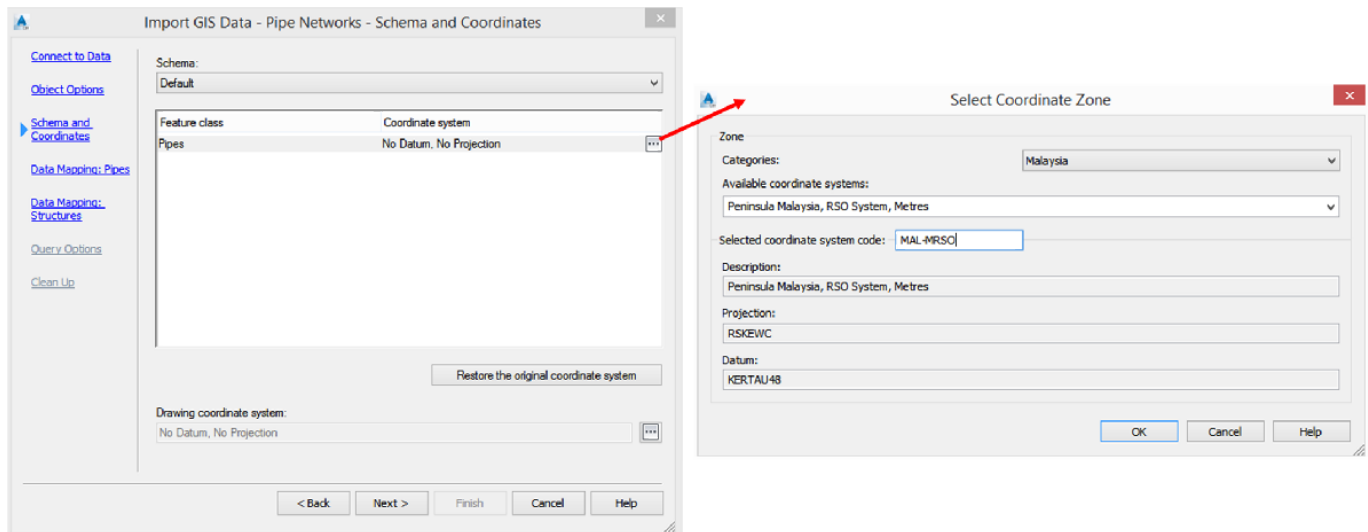 Import GIS Data - Pipe Networks - Schema and Coordinates
Connect to Data
Object Options
Schema and
Coordinates
Data Mapping: Pipes
Data Mapping:
Structures
Query Options
Clean Up
Schema:
Default
Feature class Coordinate system
Pipes No Datum, No Projection ...
Restore the original coordinate system
Drawing coordinate system:
No Datum, No Projection ...
< Back Next > Finish Cancel Help
Select Coordinate Zone
Zone
Categories: Malaysia
Available coordinate systems:
Peninsula Malaysia, RSO System, Metres
Selected coordinate system code: MAL-MRSO
Description:
Peninsula Malaysia, RSO System, Metres
Projection:
RSKEWC
Datum:
KERTAU48
OK Cancel Help